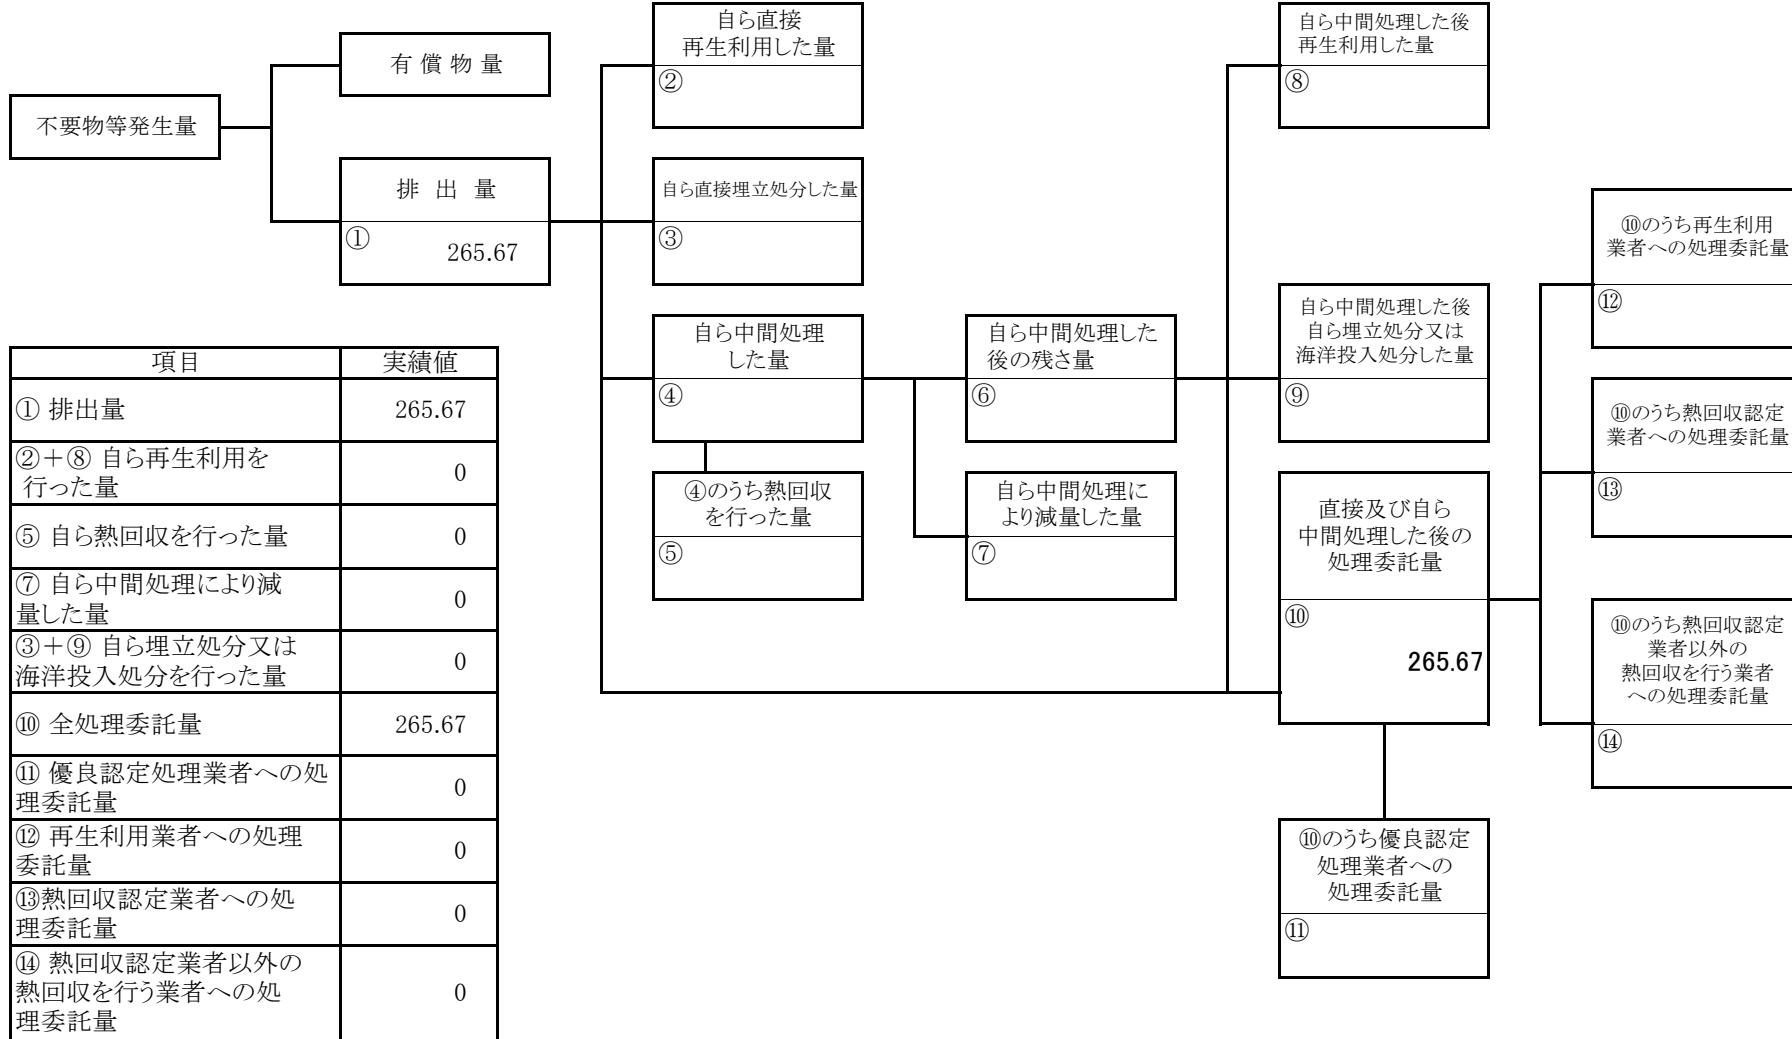 不要物等発生量
有 償 物 量
排 出 量
①
265.67
自ら直接
再生利用した量
②
自ら直接埋立処分した量
③
自ら中間処理
した量
④
④のうち熱回収
を行った量
⑤
自ら中間処理した
後の残さ量
⑥
自ら中間処理に
より減量した量
⑦
自ら中間処理した後
再生利用した量
⑧
自ら中間処理した後
自ら埋立処分又は
海洋投入処分した量
⑨
直接及び自ら
中間処理した後の
処理委託量
⑩
265.67
⑩のうち優良認定
処理業者への
処理委託量
⑪
⑩のうち再生利用
業者への処理委託量
⑫
⑩のうち熱回収認定
業者への処理委託量
⑬
⑩のうち熱回収認定
業者以外の
熱回収を行う業者
への処理委託量
⑭
項目 実績値
① 排出量 265.67
②＋⑧ 自ら再生利用を
行った量 0
⑤ 自ら熱回収を行った量 0
⑦ 自ら中間処理により減
量した量 0
③＋⑨ 自ら埋立処分又は
海洋投入処分を行った量 0
⑩ 全処理委託量 265.67
⑪ 優良認定処理業者への処
理委託量 0
⑫ 再生利用業者への処理
委託量 0
⑬熱回収認定業者への処
理委託量 0
⑭ 熱回収認定業者以外の
熱回収を行う業者への処
理委託量 0